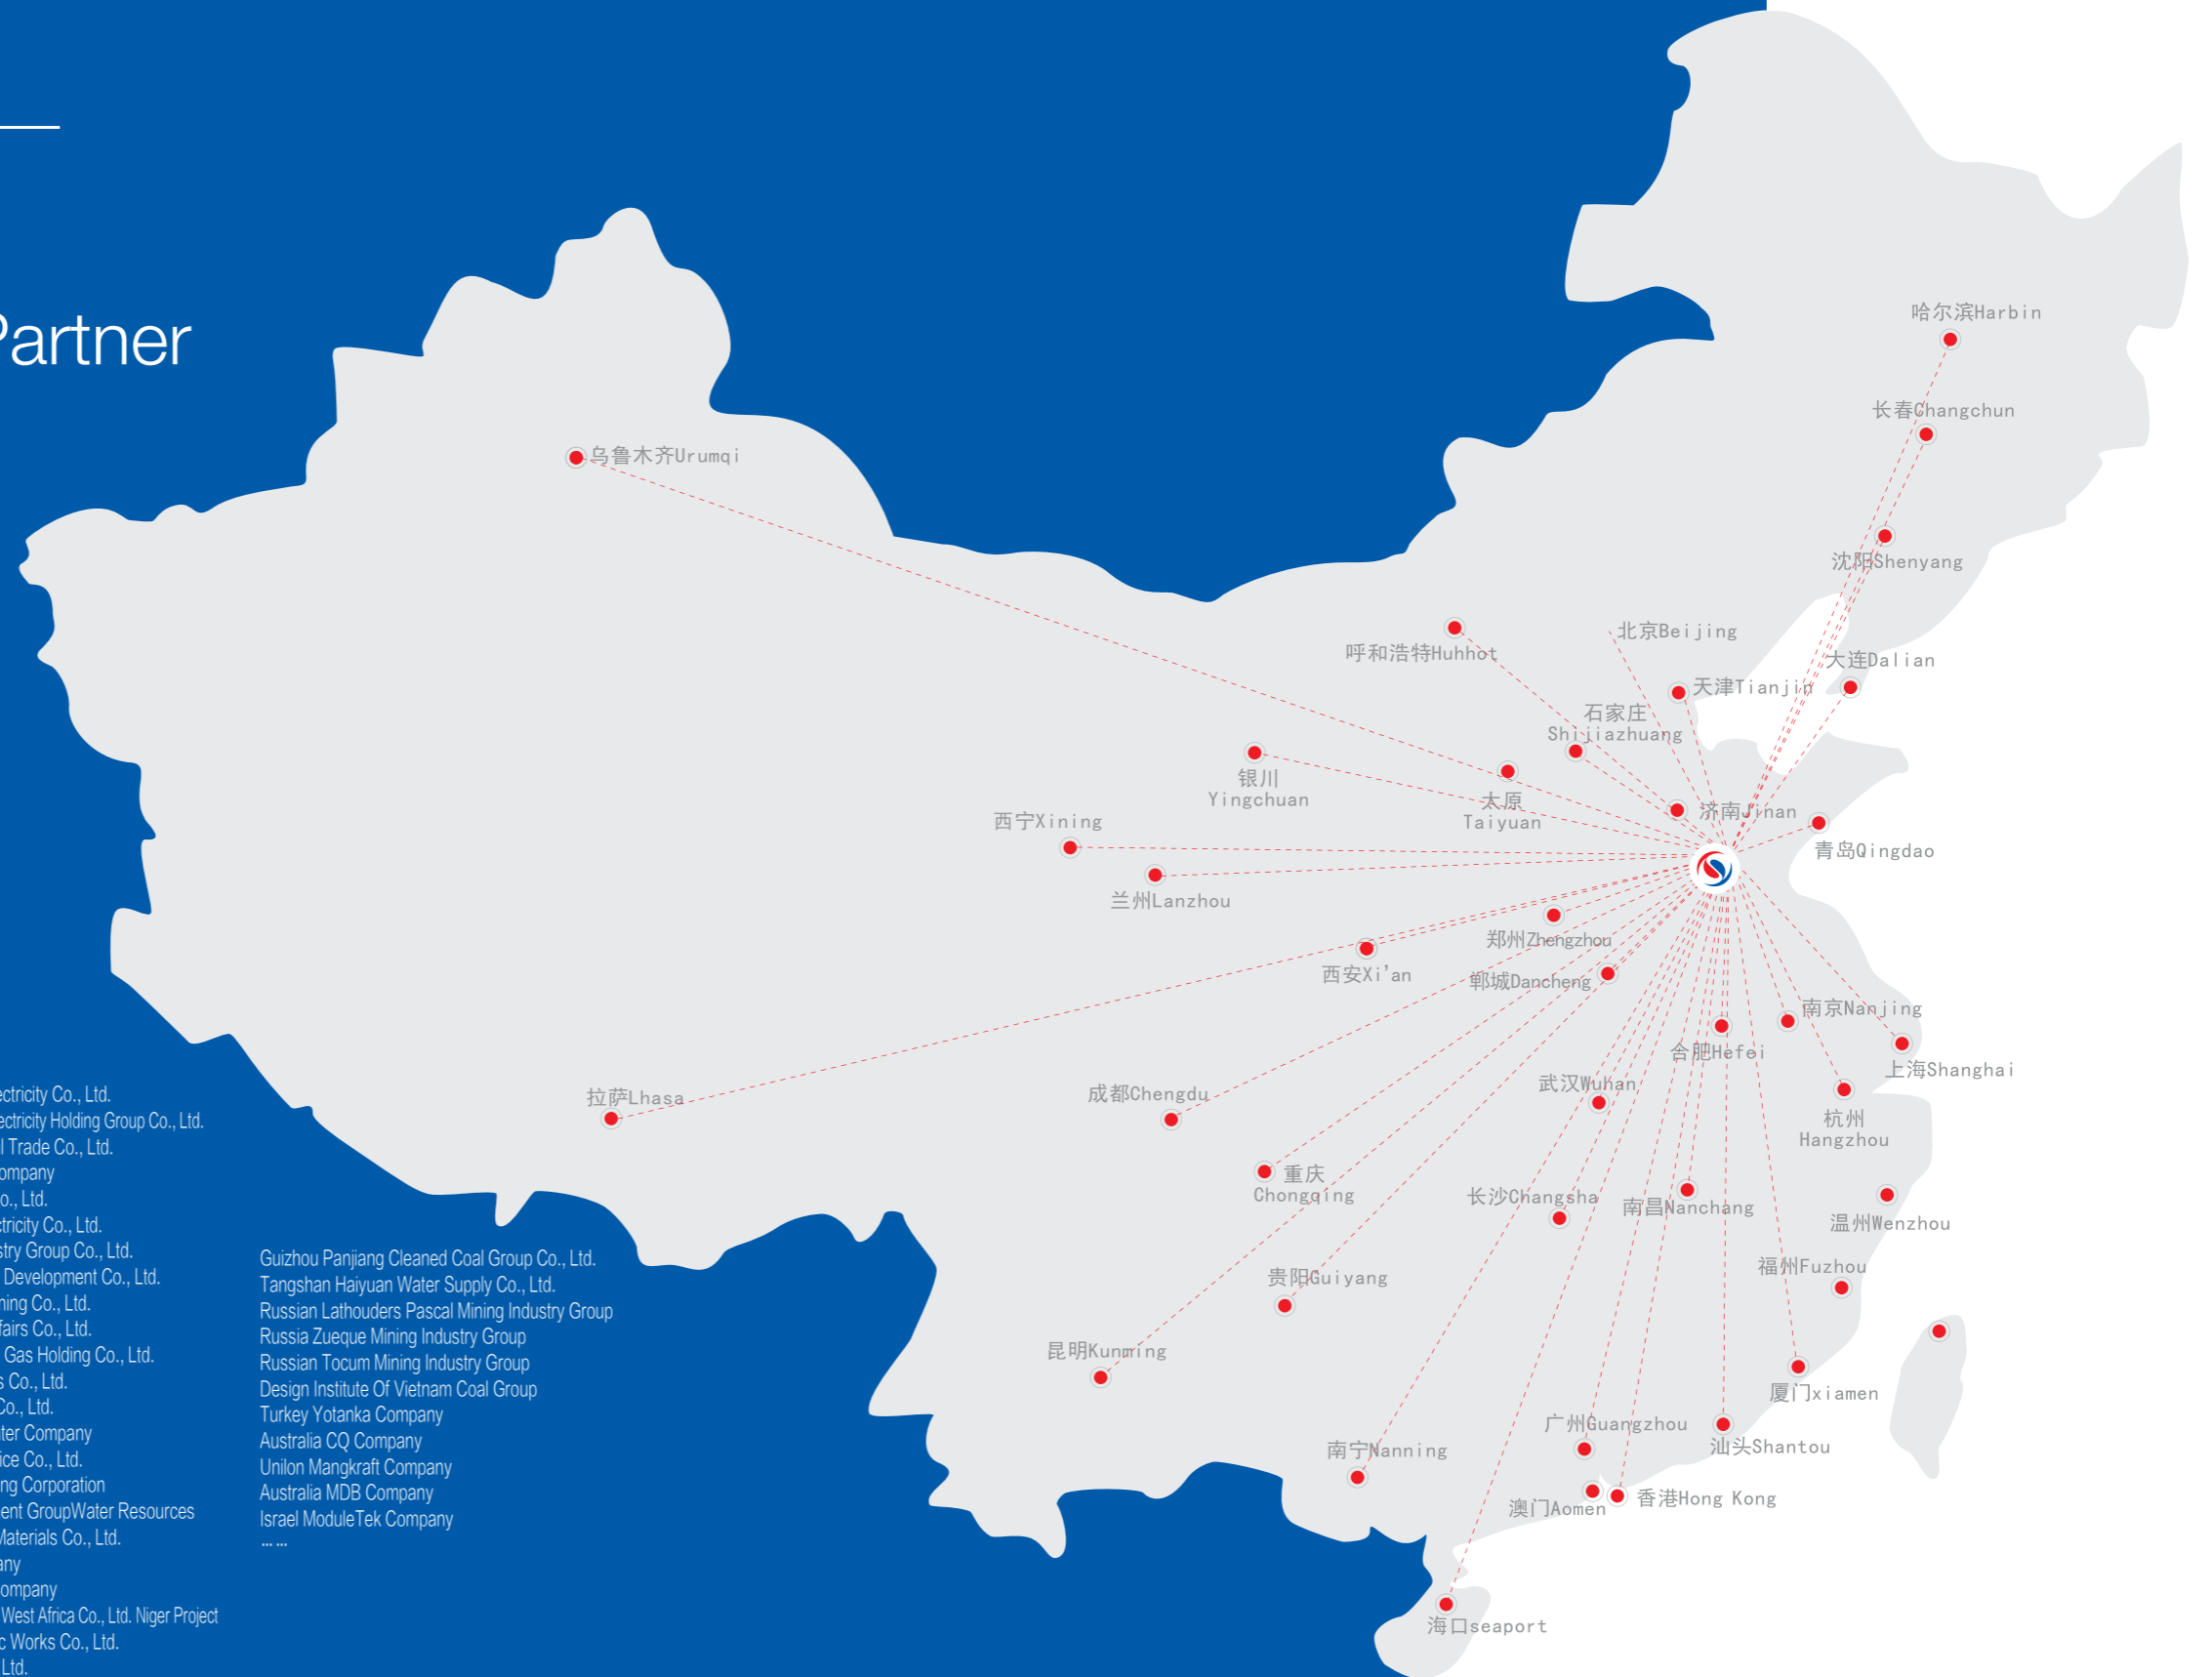 Partner
哈尔滨Harbin
长春Changchun
乌鲁木齐Urumqi
沈阳Shenyang
北京Beijing
呼和浩特Huhhot
大连Dalian
天津Tianjin
石家庄
Shijiazhuang
银川
Yingchuan
太原
Taiyuan
济南Jinan
西宁Xining
青岛Qingdao
兰州Lanzhou
郑州Zhengzhou
西安Xi'an
郸城Dancheng
南京Nanjing
合肥Hefei
上海Shanghai
武汉Wuhan
拉萨Lhasa
成都Chengdu
杭州
Hangzhou
重庆
Chongqing
长沙Changsha
南昌Nanchang
温州Wenzhou
福州Fuzhou
贵阳Guiyang
昆明Kunming
厦门xiamen
广州Guangzhou
汕头Shantou
南宁Nanning
澳门Aomen
香港Hong Kong
海口seaport
Co., Ltd.
Holding Group Co., Ltd.
Trade Co., Ltd.
Co., Ltd.
Group Co., Ltd.
Development Co., Ltd.
Co., Ltd.
Co., Ltd.
Gas Holding Co., Ltd.
Co., Ltd.
Company
Co., Ltd.
Corporation
GroupWater Resources
Materials Co., Ltd.
West Africa Co., Ltd. Niger Project
Works Co., Ltd.
Ltd.
Guizhou Panjiang Cleaned Coal Group Co., Ltd.
Tangshan Haiyuan Water Supply Co., Ltd.
Russian Lathouders Pascal Mining Industry Group
Russia Zueque Mining Industry Group
Russian Tocum Mining Industry Group
Design Institute Of Vietnam Coal Group
Turkey Yotanka Company
Australia CQ Company
Unilon Mangkraft Company
Australia MDB Company
Israel ModuleTek Company
... ...